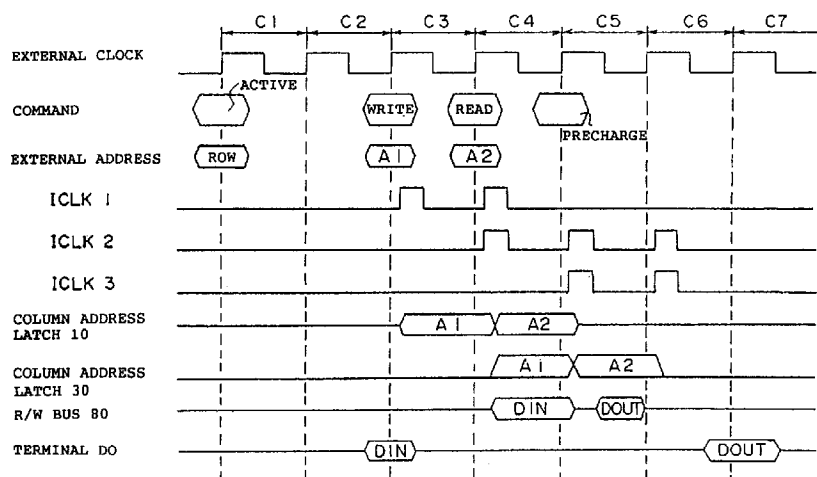 C1 C2 C3 C4 C5 C6 C7
EXTERNAL CLOCK
ACTIVE
COMMAND WRITE READ
PRECHARGE
EXTERNAL ADDRESS ROW A1 A2
ICLK 1
ICLK 2
ICLK 3
COLUMN ADDRESS
LATCH 10 A1 A2
COLUMN ADDRESS
LATCH 30 A1 A2
R/W BUS 80 DIN DOUT
TERMINAL DO DIN DOUT